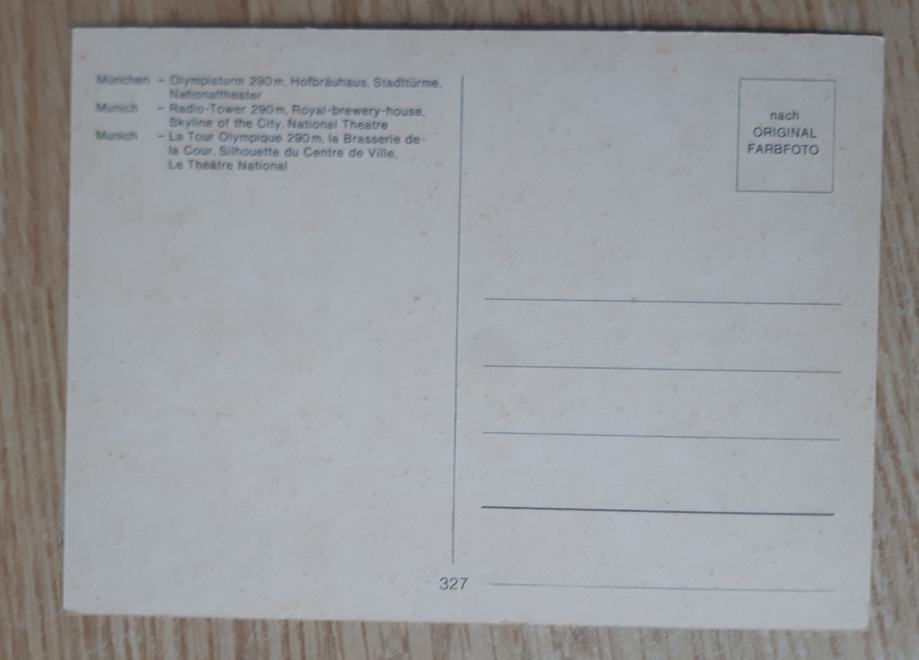 München – Olympiaturm 290 m, Hofbräuhaus, Stadttürme,
Nationaltheater
Munich – Radio-Tower 290 m, Royal-brewery-house,
Skyline of the City, National Theatre
Munich – La Tour Olympique 290 m, la Brasserie de
la Cour, Silhouette du Centre de Ville,
Le Théâtre National
nach
ORIGINAL
FARBFOTO
327